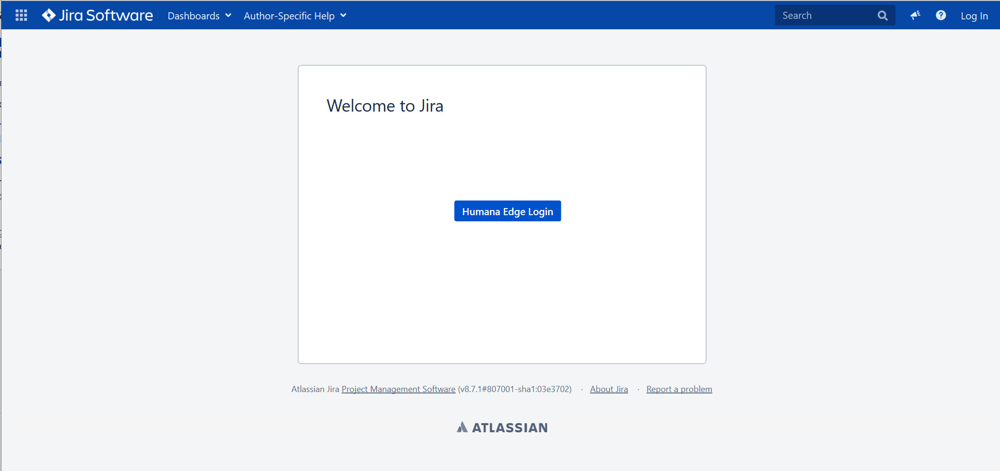 Jira Software Dashboards Author-Specific Help Search Log In
Welcome to Jira
Humana Edge Login
Atlassian Jira Project Management Software (v8.7.1#807001-sha1:03e3702) · About Jira · Report a problem
ATLASSIAN